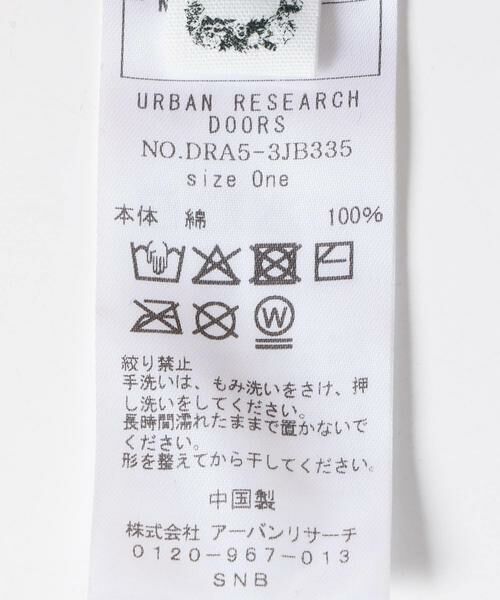 URBAN RESEARCH
DOORS
NO.DRA5-3JB335
size One
本体 綿 100%
W
絞り禁止
手洗いは、もみ洗いをさけ、押
し洗いをしてください。
長時間濡れたままで置かないで
ください。
形を整えてから干してください。
中国製
株式会社 アーバンリサーチ
0120-967-013
SNB